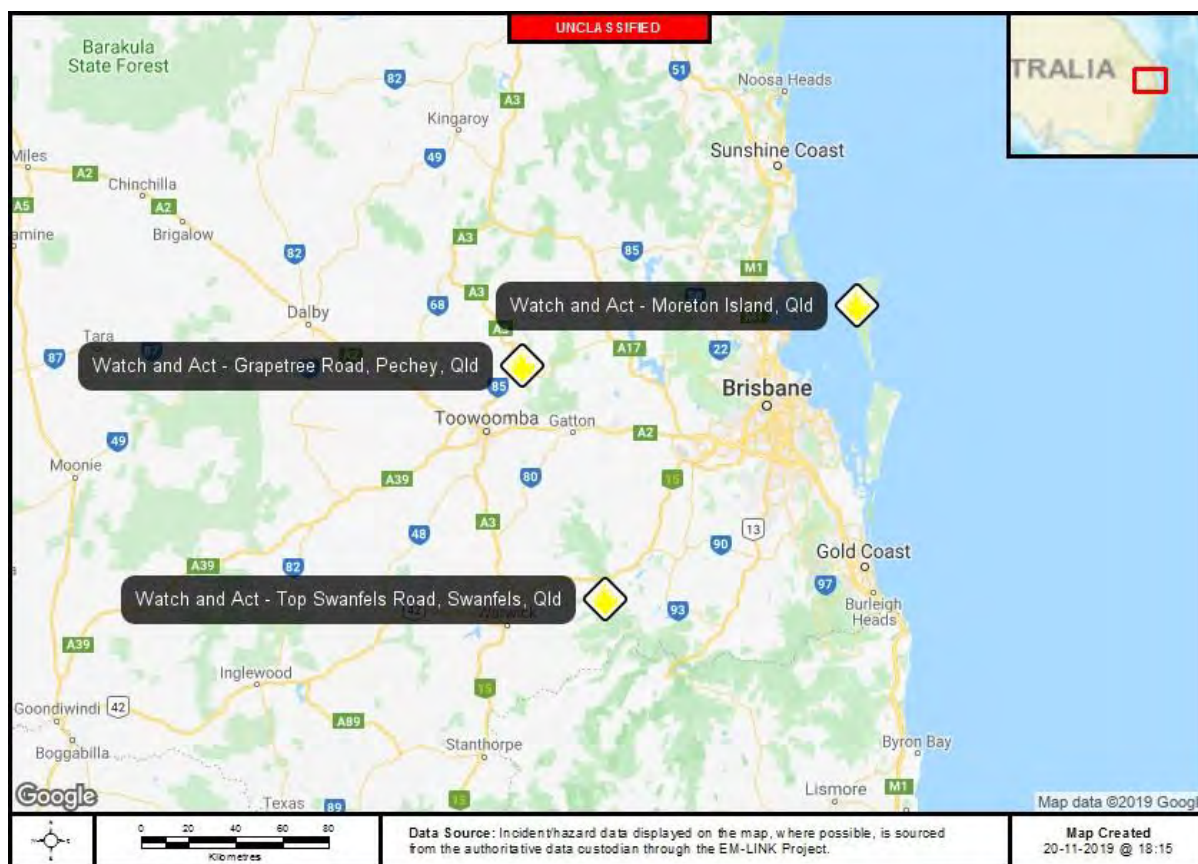 UNCLASSIFIED
Barakula
State Forest
TRALIA
82
51
Noosa Heads
A3
Kingaroy
Miles
49
Sunshine Coast
A2
Chinchilla
A5
A2
Brigalow
A3
85
amine
82
M1
A3
68
Watch and Act - Moreton Island, Qld
Dalby
Tara
87
A17
22
Watch and Act - Grapetree Road, Pechey, Qld
85
Brisbane
Toowoomba
Gatton
A2
49
Moonie
A39
80
15
A3
48
13
90
Gold Coast
A39
82
97
Watch and Act - Top Swanfels Road, Swanfels, Qld
93
Burleigh
Heads
Warwick
A39
Inglewood
15
Goondiwindi
42
A89
Boggabilla
Stanthorpe
Byron Bay
Google
Texas
89
15
Lismore
M1
Map data ©2019 Google
0 20 40 60 80
Kilometres
Data Source: Incident/hazard data displayed on the map, where possible, is sourced
from the authoritative data custodian through the EM-LINK Project.
Map Created
20-11-2019 @ 18:15